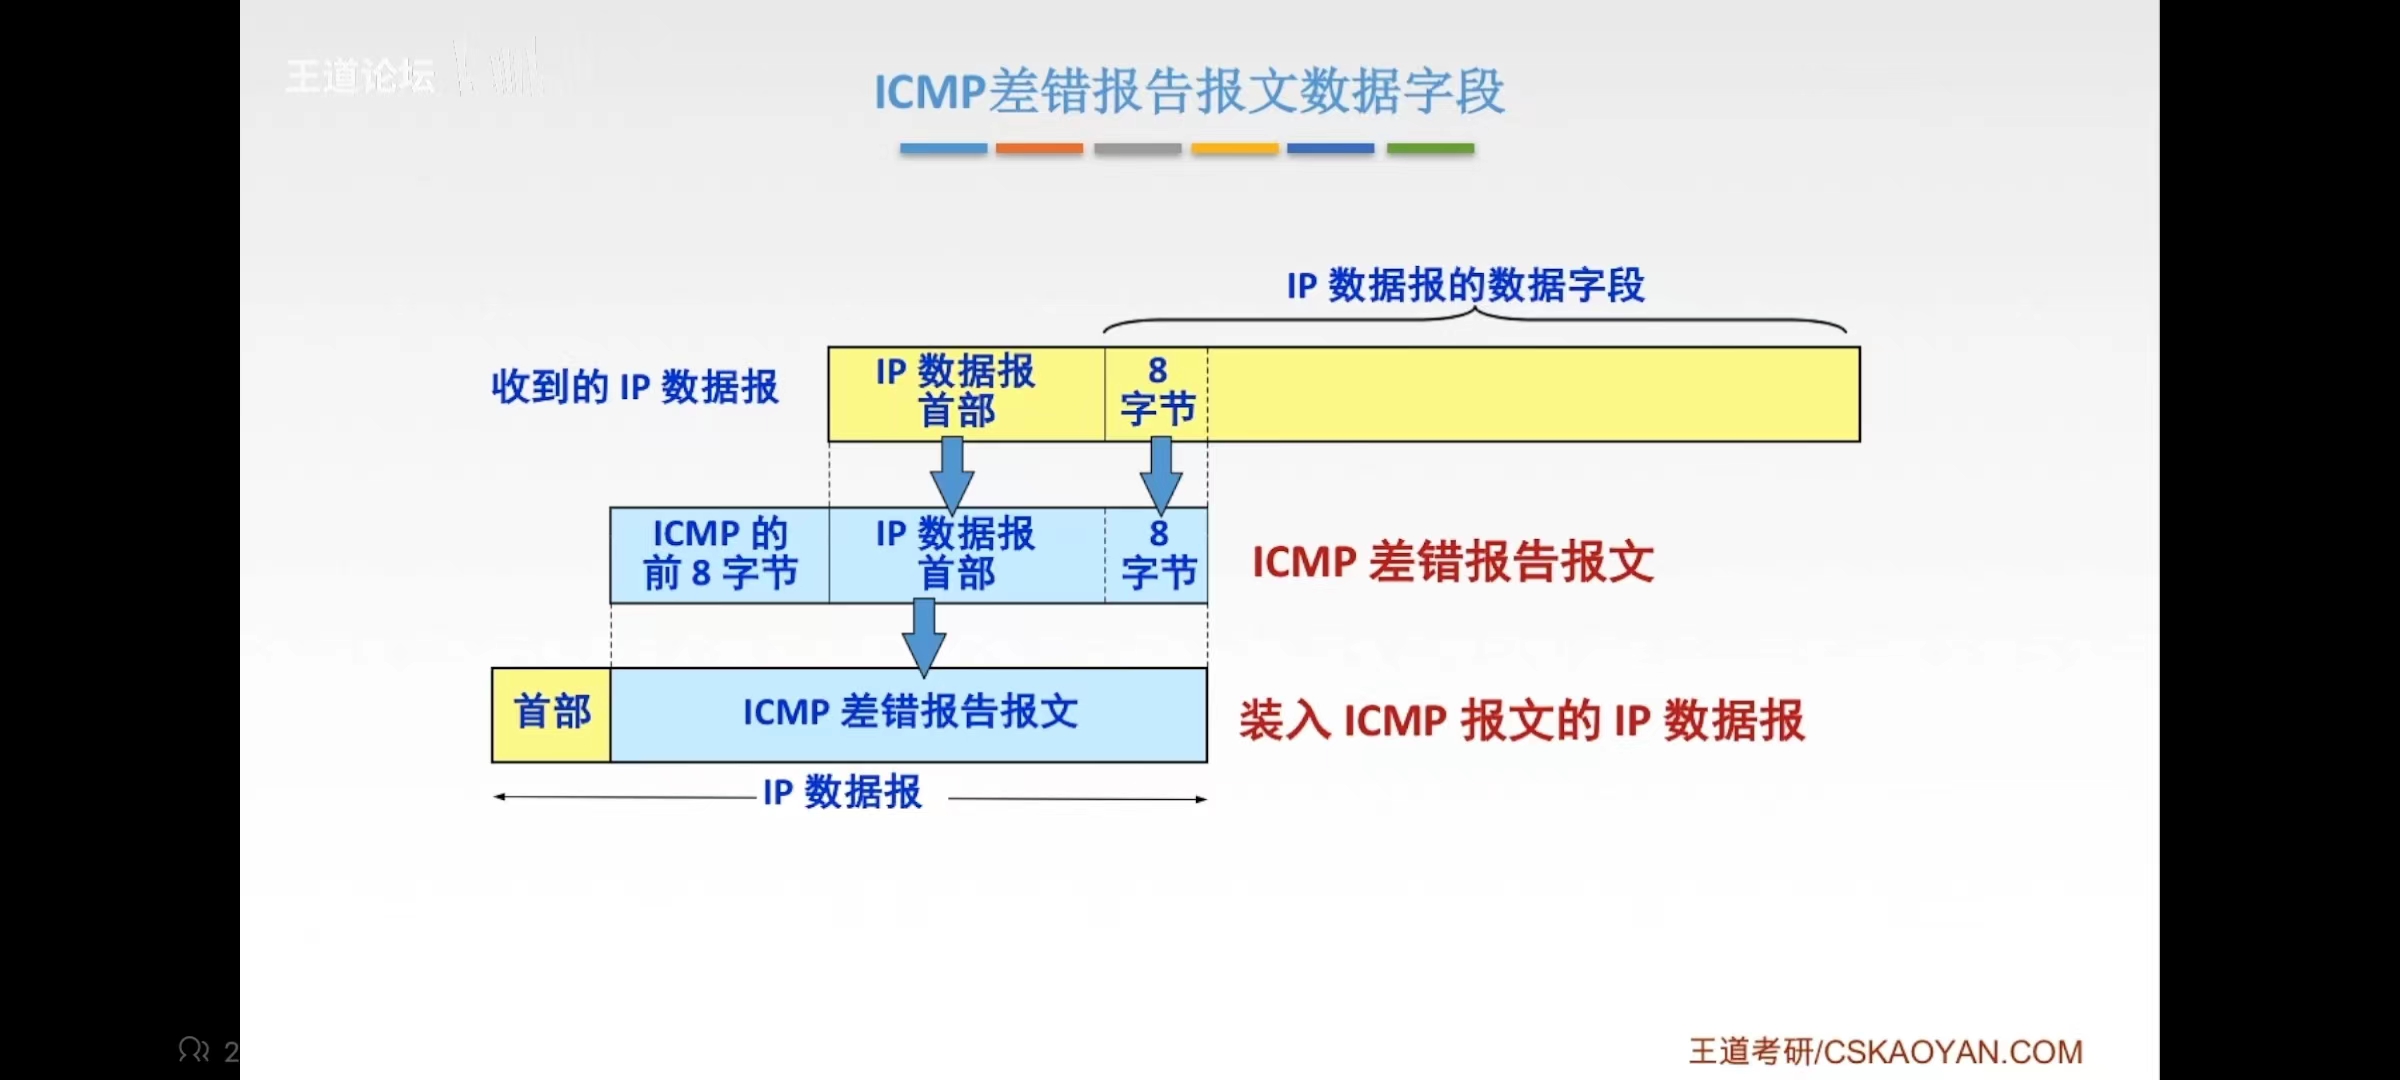 王道论坛
ICMP差错报告报文数据字段
IP 数据报的数据字段
收到的 IP 数据报
IP 数据报
首部
8
字节
ICMP 的
前 8 字节
IP 数据报
首部
8
字节
ICMP 差错报告报文
首部
ICMP 差错报告报文
装入 ICMP 报文的 IP 数据报
IP 数据报
2
王道考研/CSKAOYAN.COM